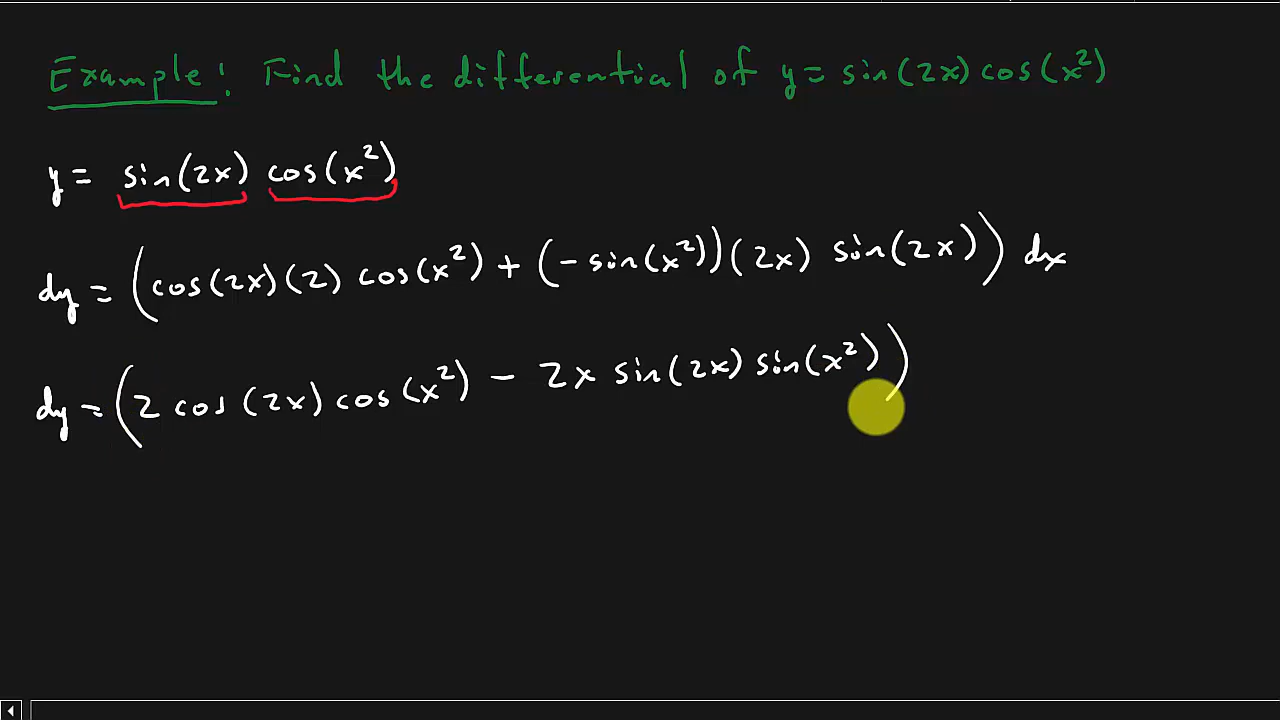 Example: Find the differential of y = sin(2x) cos(x²)
y = sin(2x) cos(x²)
dy = (cos(2x)(2) cos(x²) + (-sin(x²))(2x) sin(2x)) dx
dy = (2 cos(2x) cos(x²) - 2x sin(2x) sin(x²))